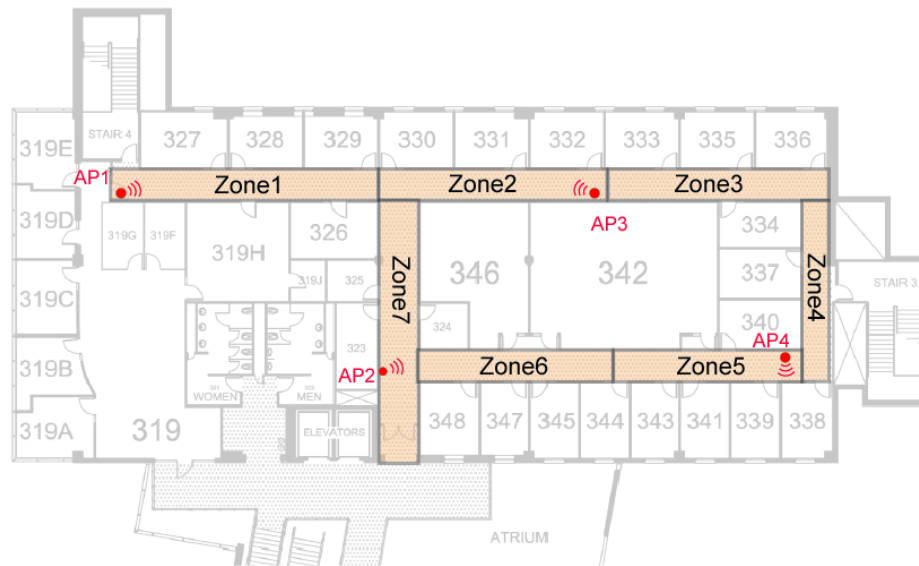 STAIR 4
327
328
329
330
331
332
333
335
336
319E
AP1
Zone1
Zone2
Zone3
319D
AP3
319G
319F
319H
326
346
342
334
Zone7
Zone4
337
STAIR 3
319C
319J
325
324
340
323
AP4
319B
WOMEN
MEN
AP2
Zone6
Zone5
319A
319
ELEVATORS
348
347
345
344
343
341
339
338
ATRIUM